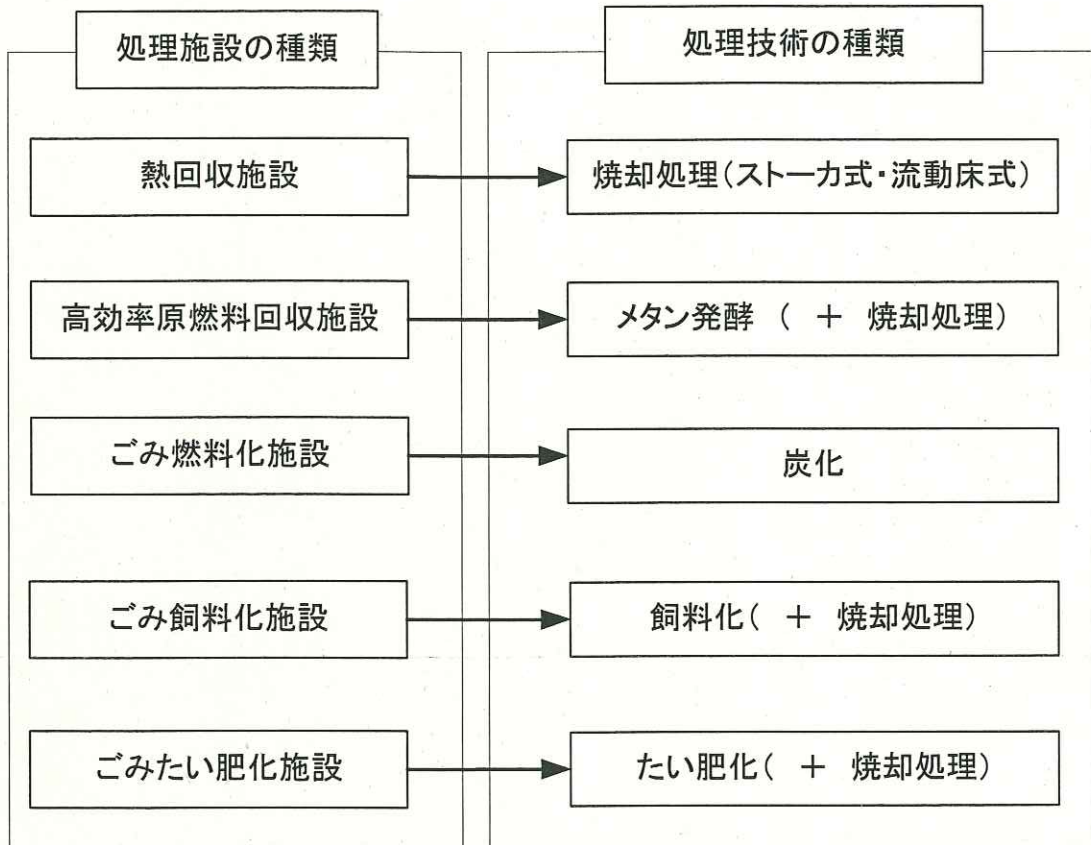 処理施設の種類
処理技術の種類
熱回収施設
焼却処理(ストーカ式・流動床式)
高効率原燃料回収施設
メタン発酵 ( + 焼却処理)
ごみ燃料化施設
炭化
ごみ飼料化施設
飼料化( + 焼却処理)
ごみたい肥化施設
たい肥化( + 焼却処理)